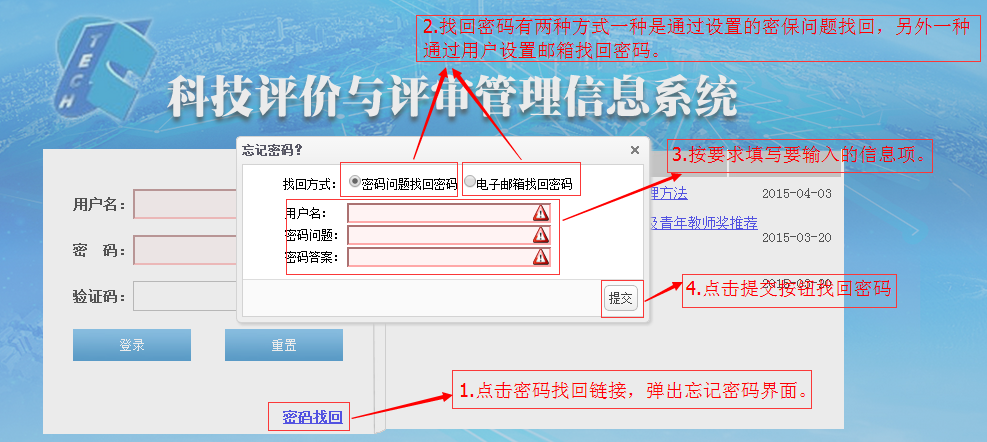 2.找回密码有两种方式一种是通过设置的密保问题找回，另外一种
通过用户设置邮箱找回密码。
TECH
科技评价与评审管理信息系统
忘记密码？
3.按要求填写要输入的信息项。
找回方式：密码问题找回密码 电子邮箱找回密码
理方法 2015-04-03
用户名：
用户名：
及青年教师奖推荐
密码问题：
2015-03-20
密 码：
密码答案：
4.点击提交按钮找回密码
2015-03-20
验证码：
提交
登录
重置
1.点击密码找回链接，弹出忘记密码界面。
密码找回